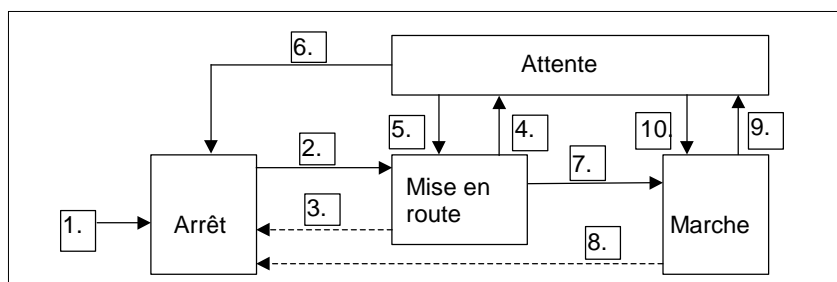 6.
Attente
5.
4.
10.
9.
2.
7.
Mise en
route
1.
Arrêt
3.
Marche
8.